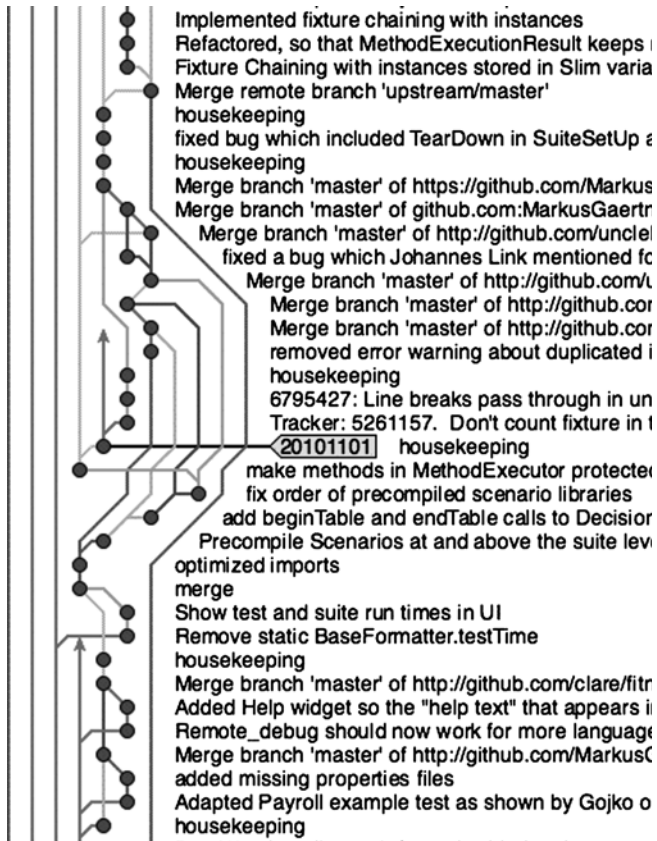 Implemented fixture chaining with instances
Refactored, so that MethodExecutionResult keeps
Fixture Chaining with instances stored in Slim varia
Merge remote branch 'upstream/master'
housekeeping
fixed bug which included TearDown in SuiteSetUp a
housekeeping
Merge branch 'master' of https://github.com/Markus
Merge branch 'master' of github.com:MarkusGaertn
Merge branch 'master' of http://github.com/uncle
fixed a bug which Johannes Link mentioned fo
Merge branch 'master' of http://github.com/u
Merge branch 'master' of http://github.com
Merge branch 'master' of http://github.com
removed error warning about duplicated i
housekeeping
6795427: Line breaks pass through in un
Tracker: 5261157. Don't count fixture in t
20101101 housekeeping
make methods in MethodExecutor protected
fix order of precompiled scenario libraries
add beginTable and endTable calls to Decision
Precompile Scenarios at and above the suite leve
optimized imports
merge
Show test and suite run times in UI
Remove static BaseFormatter.testTime
housekeeping
Merge branch 'master' of http://github.com/clare/fitn
Added Help widget so the "help text" that appears i
Remote_debug should now work for more language
Merge branch 'master' of http://github.com/MarkusG
added missing properties files
Adapted Payroll example test as shown by Gojko o
housekeeping